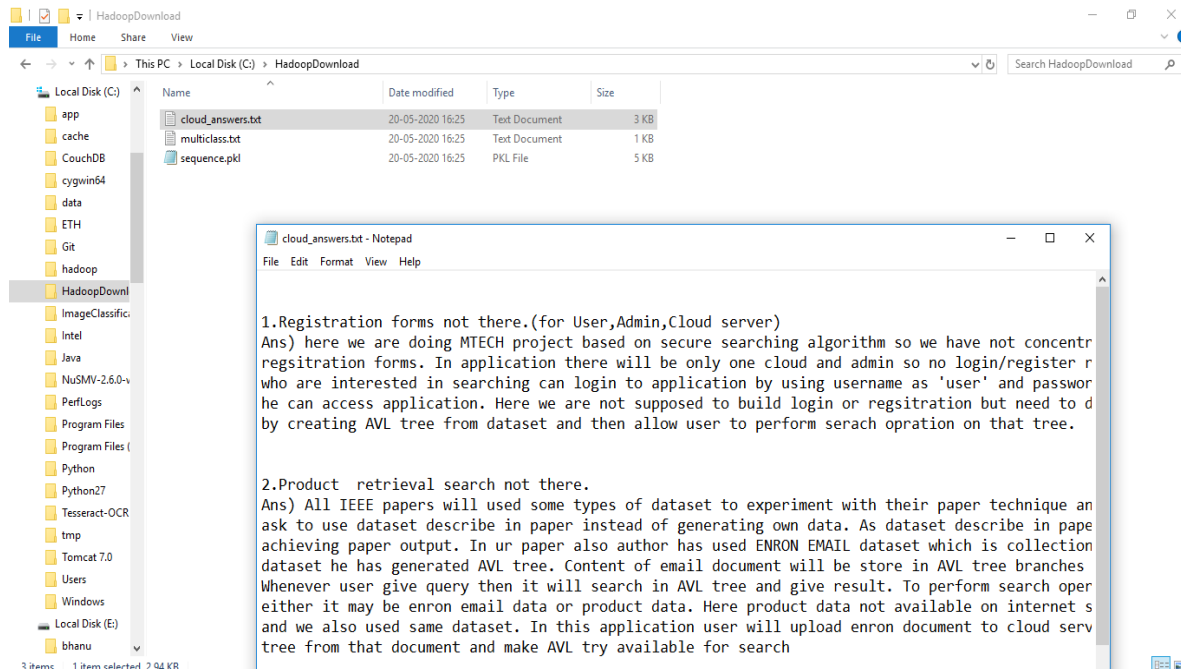 HadoopDownload
File Home Share View
This PC > Local Disk (C:) > HadoopDownload
Search HadoopDownload
Local Disk (C:)
app
cache
CouchDB
cygwin64
data
ETH
Git
hadoop
HadoopDownl
ImageClassific
Intel
Java
NuSMV-2.6.0-v
PerfLogs
Program Files
Program Files (
Python
Python27
Tesseract-OCR
tmp
Tomcat 7.0
Users
Windows
Local Disk (E:)
bhanu
3 items 1 item selected 2.94 KB
Name Date modified Type Size
cloud_answers.txt 20-05-2020 16:25 Text Document 3 KB
multiclass.txt 20-05-2020 16:25 Text Document 1 KB
sequence.pkl 20-05-2020 16:25 PKL File 5 KB
cloud_answers.txt - Notepad
File Edit Format View Help
1.Registration forms not there.(for User,Admin,Cloud server)
Ans) here we are doing MTECH project based on secure searching algorithm so we have not concentr
regsitration forms. In application there will be only one cloud and admin so no login/register r
who are interested in searching can login to application by using username as 'user' and passwor
he can access application. Here we are not supposed to build login or regsitration but need to d
by creating AVL tree from dataset and then allow user to perform serach opration on that tree.
2.Product  retrieval search not there.
Ans) All IEEE papers will used some types of dataset to experiment with their paper technique an
ask to use dataset describe in paper instead of generating own data. As dataset describe in pape
achieving paper output. In ur paper also author has used ENRON EMAIL dataset which is collection
dataset he has generated AVL tree. Content of email document will be store in AVL tree branches
Whenever user give query then it will search in AVL tree and give result. To perform search oper
either it may be enron email data or product data. Here product data not available on internet s
and we also used same dataset. In this application user will upload enron document to cloud serv
tree from that document and make AVL try available for search